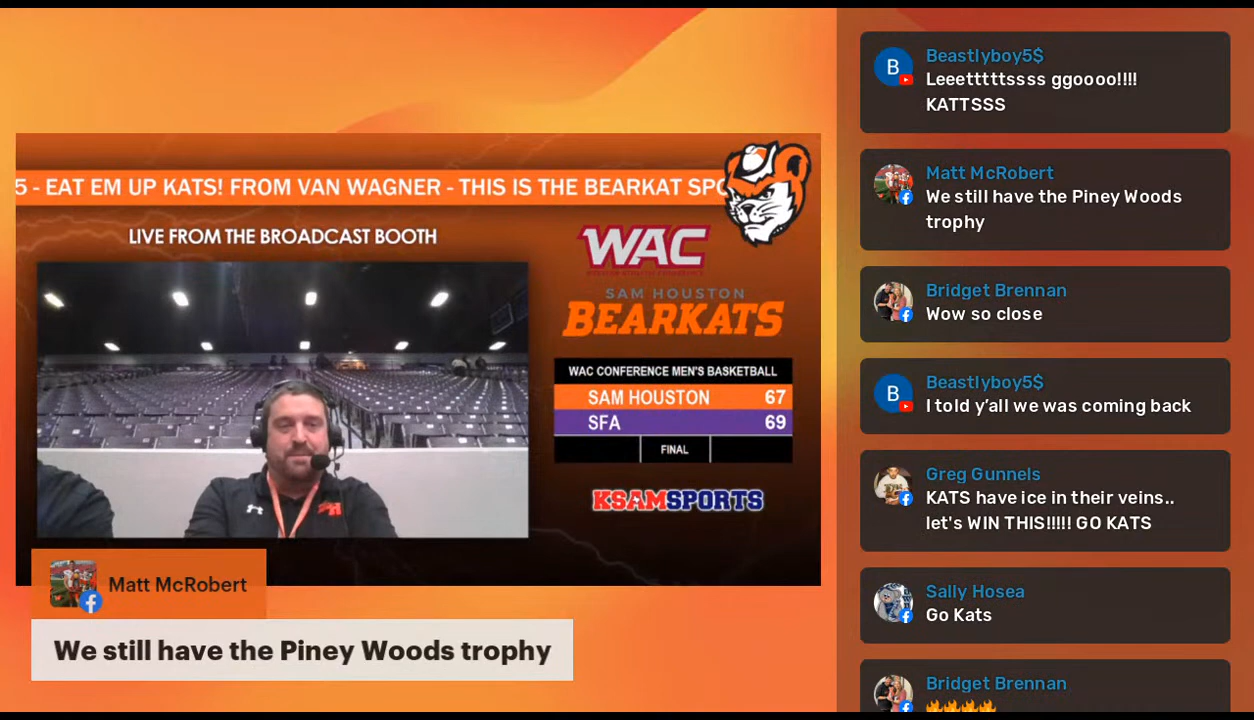 5 - EAT EM UP KATS! FROM VAN WAGNER - THIS IS THE BEARKAT SPO
LIVE FROM THE BROADCAST BOOTH
WAC
SAM HOUSTON
BEARKATS
WAC CONFERENCE MEN'S BASKETBALL
SAM HOUSTON 67
SFA 69
FINAL
KSAMSPORTS
Matt McRobert
We still have the Piney Woods trophy
B
Beastlyboy5$
Leeetttttssss ggoooo!!!!
KATTSSS
Matt McRobert
We still have the Piney Woods
trophy
Bridget Brennan
Wow so close
B
Beastlyboy5$
I told y’all we was coming back
Greg Gunnels
KATS have ice in their veins..
let's WIN THIS!!!!! GO KATS
Sally Hosea
Go Kats
Bridget Brennan
🔥🔥🔥🔥